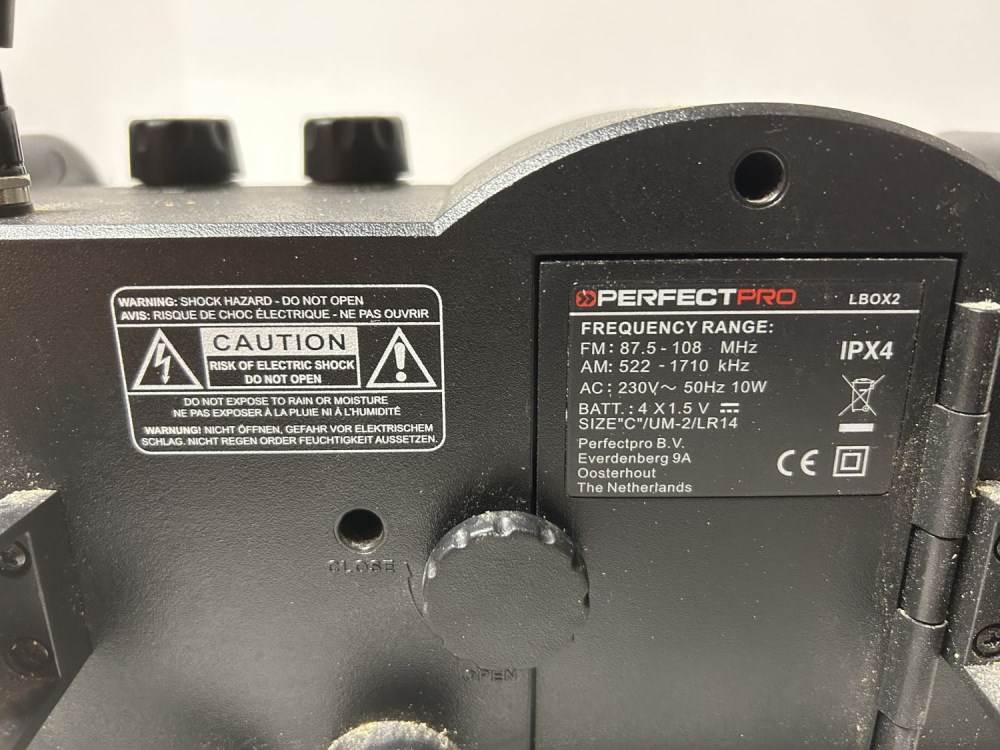 WARNING: SHOCK HAZARD - DO NOT OPEN
AVIS: RISQUE DE CHOC ÉLECTRIQUE - NE PAS OUVRIR
CAUTION
RISK OF ELECTRIC SHOCK
DO NOT OPEN
DO NOT EXPOSE TO RAIN OR MOISTURE
NE PAS EXPOSER À LA PLUIE NI À L'HUMIDITÉ
WARNUNG! NICHT ÖFFNEN, GEFAHR VOR ELEKTRISCHEM
SCHLAG. NICHT REGEN ORDER FEUCHTIGKEIT AUSSETZEN.
PERFECTPRO LBOX2
FREQUENCY RANGE:
FM: 87.5 - 108 MHz
AM: 522 - 1710 kHz
IPX4
AC: 230V~ 50Hz 10W
BATT.: 4 X 1.5 V ⎓
SIZE"C"/UM-2/LR14
Perfectpro B.V.
Everdenberg 9A
Oosterhout
The Netherlands
CE
CLOSE
OPEN